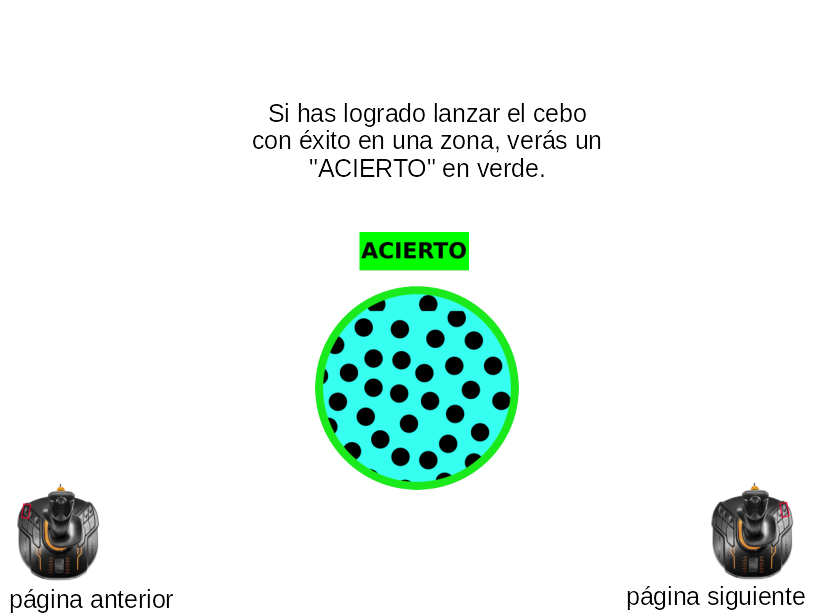 Si has logrado lanzar el cebo
con éxito en una zona, verás un
"ACIERTO" en verde.
ACIERTO
página anterior
página siguiente